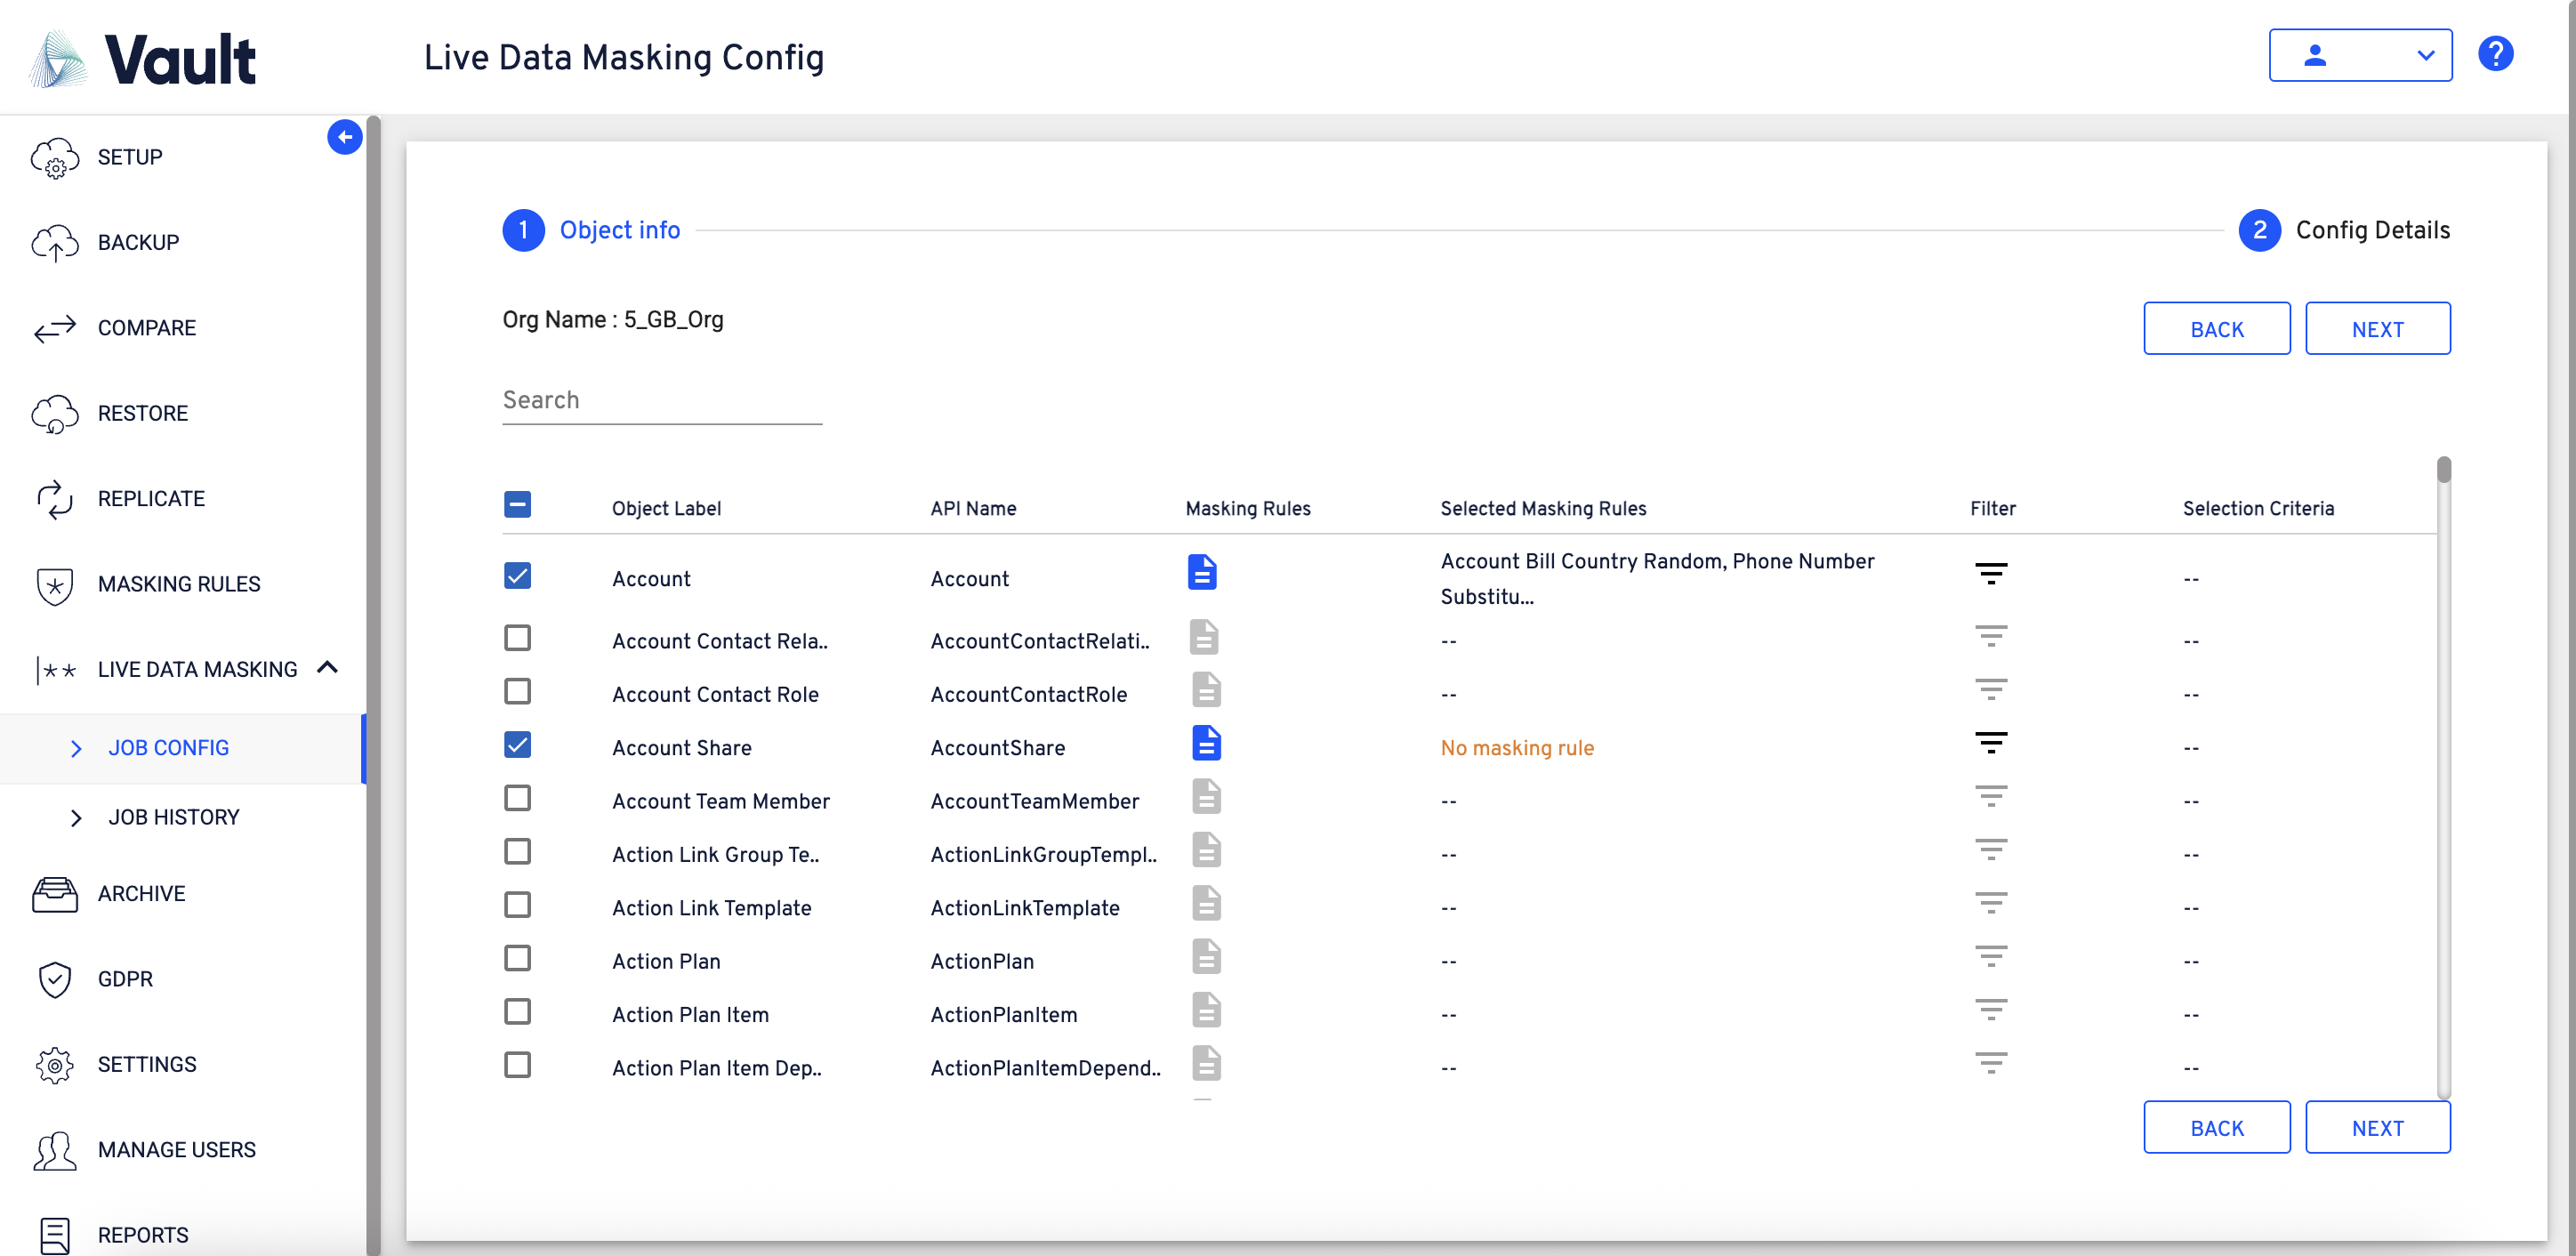 Vault
Live Data Masking Config
?
SETUP
BACKUP
COMPARE
RESTORE
REPLICATE
MASKING RULES
LIVE DATA MASKING
JOB CONFIG
JOB HISTORY
ARCHIVE
GDPR
SETTINGS
MANAGE USERS
REPORTS
1 Object info
2 Config Details
Org Name : 5_GB_Org
BACK NEXT
Search
Object Label API Name Masking Rules Selected Masking Rules Filter Selection Criteria
Account Account Account Bill Country Random, Phone Number
Substitu... --
Account Contact Rela.. AccountContactRelati.. -- --
Account Contact Role AccountContactRole -- --
Account Share AccountShare No masking rule --
Account Team Member AccountTeamMember -- --
Action Link Group Te.. ActionLinkGroupTempl.. -- --
Action Link Template ActionLinkTemplate -- --
Action Plan ActionPlan -- --
Action Plan Item ActionPlanItem -- --
Action Plan Item Dep.. ActionPlanItemDepend.. -- --
BACK NEXT